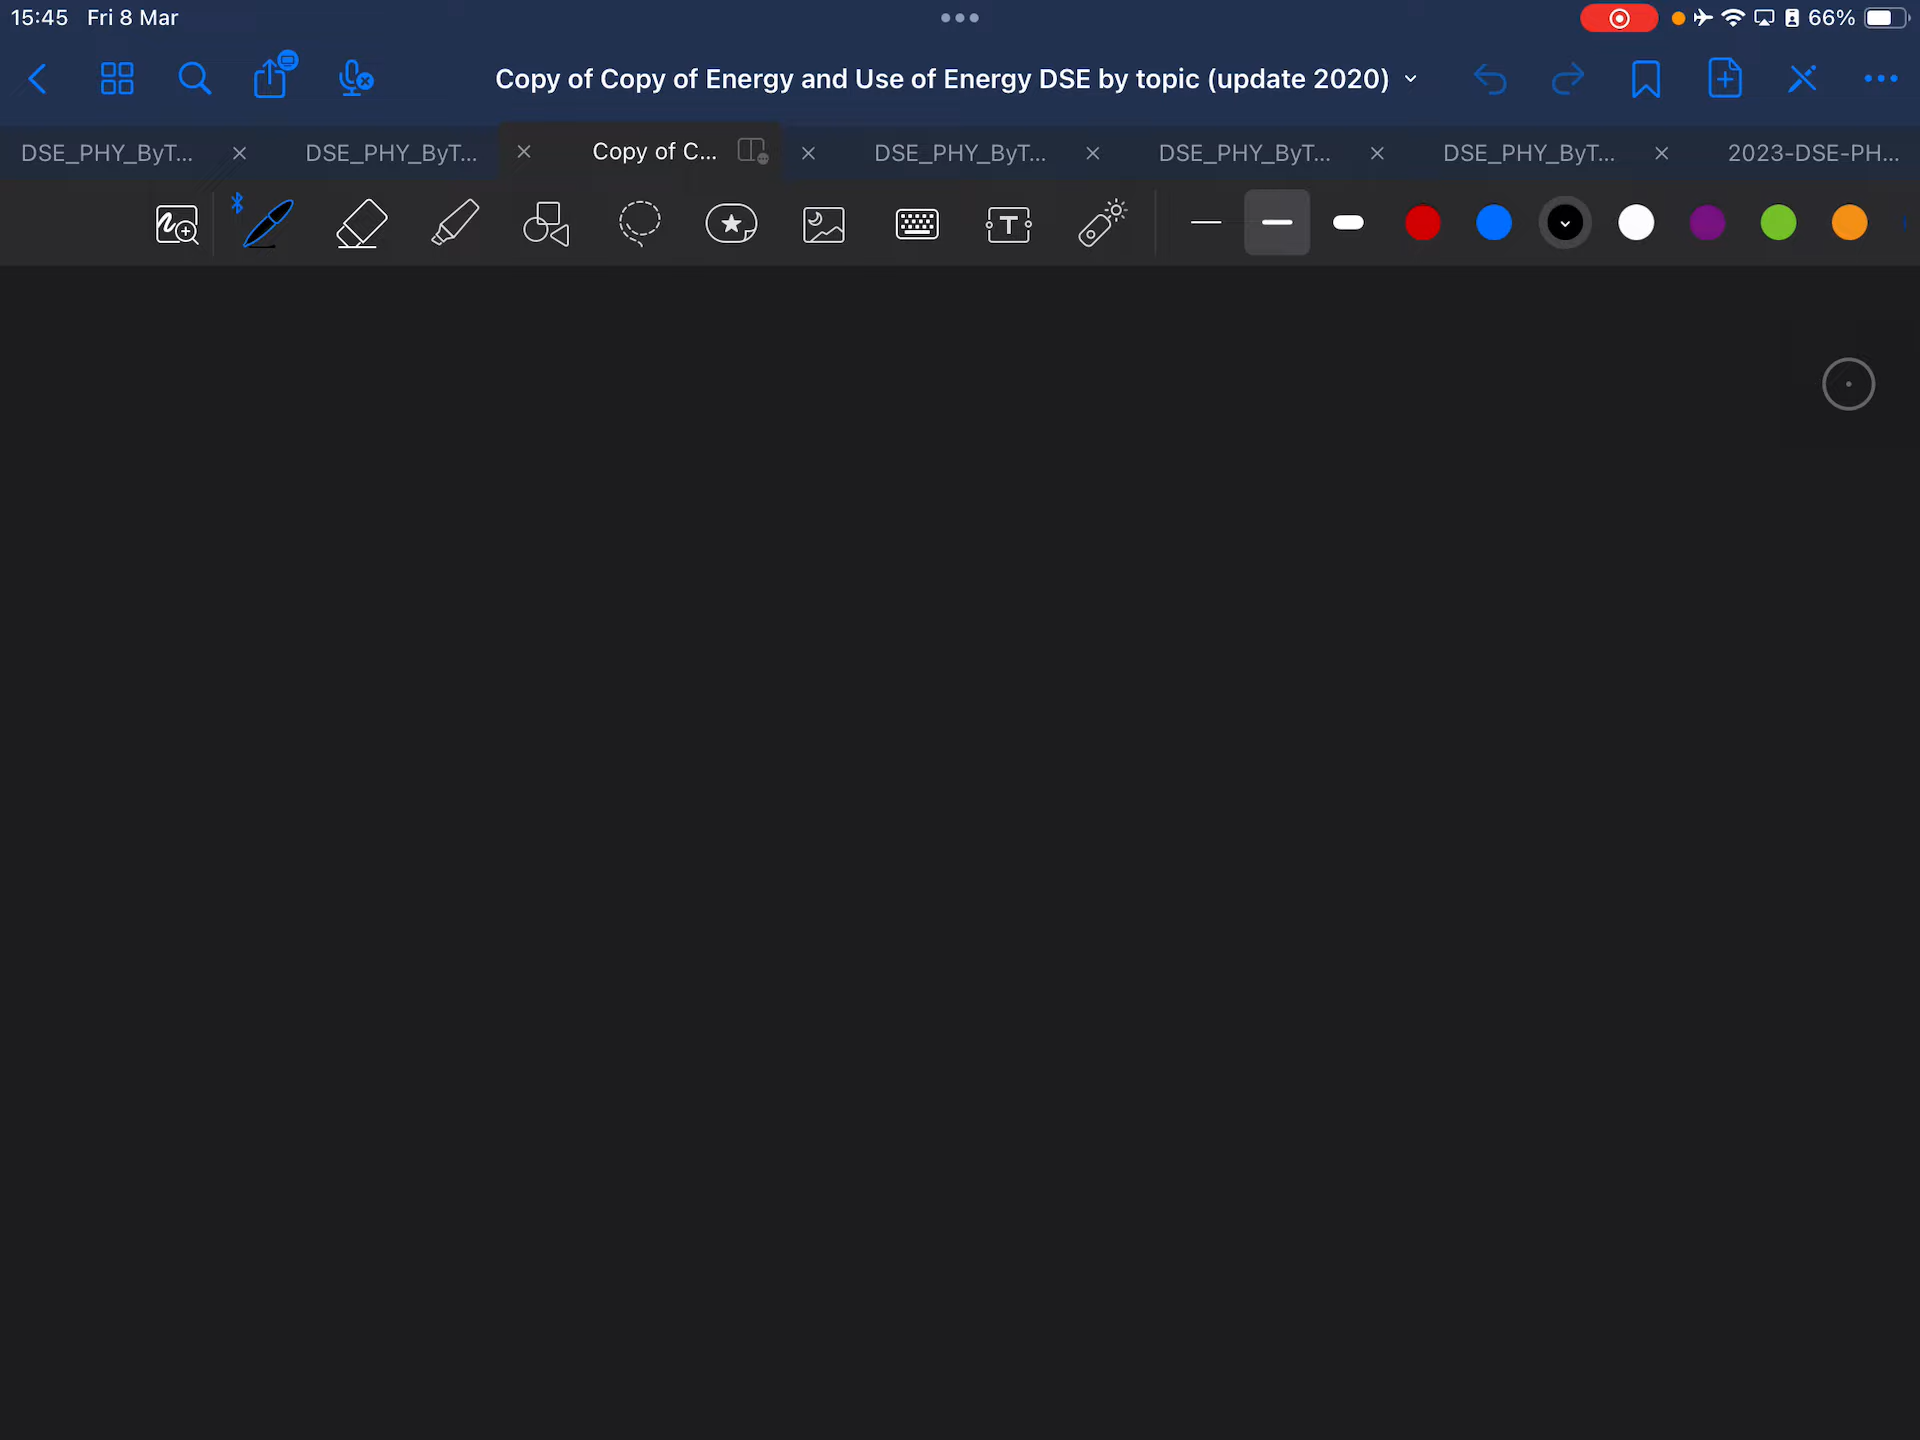 15:45 Fri 8 Mar
66%
Copy of Copy of Energy and Use of Energy DSE by topic (update 2020)
DSE_PHY_ByT... DSE_PHY_ByT... Copy of C... DSE_PHY_ByT... DSE_PHY_ByT... DSE_PHY_ByT... 2023-DSE-PH...
T